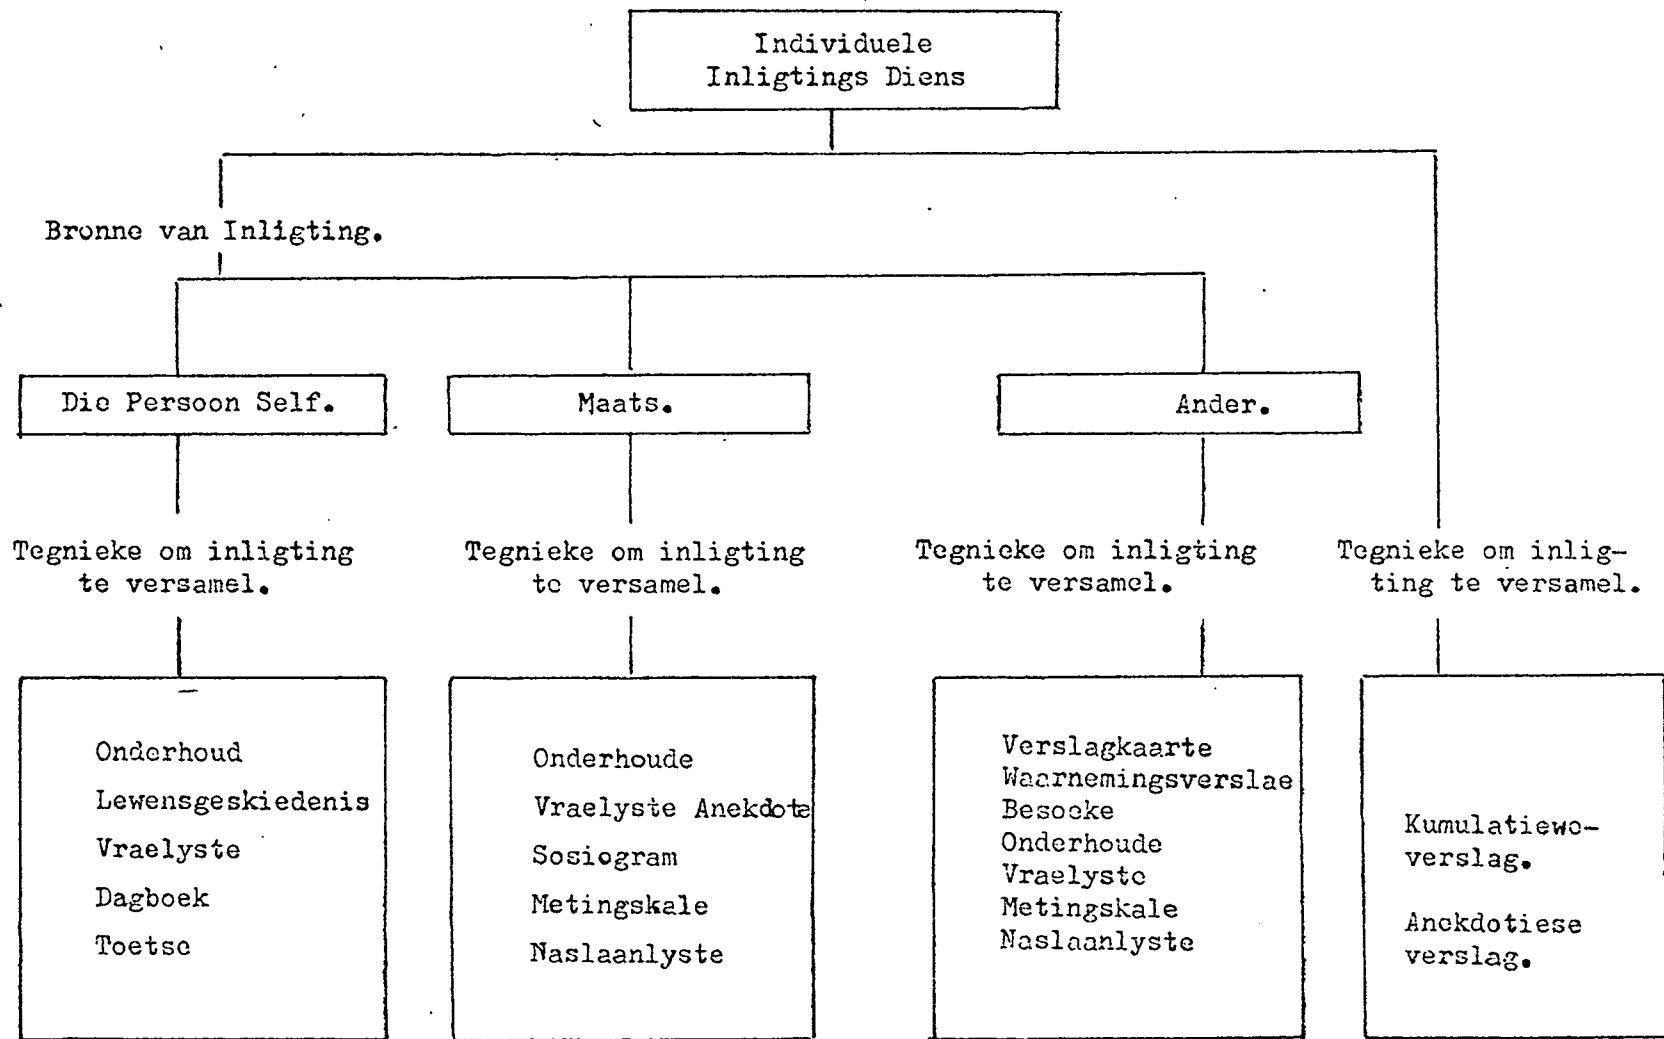 Individuele
Inligtings Diens
Bronne van Inligting.
Die Persoon Self.
Maats.
Ander.
Tegnieke om inligting
te versamel.
Tegnieke om inligting
te versamel.
Tegnieke om inligting
te versamel.
Tegnieke om inlig-
ting te versamel.
Onderhoud
Lewensgeskiedenis
Vraelyste
Dagboek
Toetse
Onderhoude
Vraelyste Anekdote
Sosiogram
Metingskale
Naslaanlyste
Verslagkaarte
Waarnemingsverslae
Besoeke
Onderhoude
Vraelyste
Metingskale
Naslaanlyste
Kumulatiewe-
verslag.
Anekdotiese
verslag.